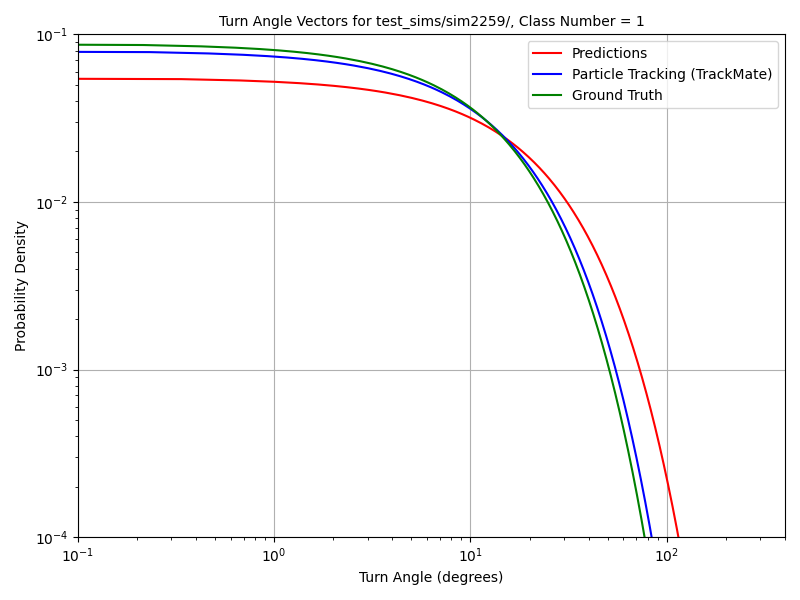 Turn Angle Vectors for test_sims/sim2259/, Class Number = 1
Predictions
Particle Tracking (TrackMate)
Ground Truth
Probability Density
10⁻¹
10⁻²
10⁻³
10⁻⁴
10⁻¹ 10⁰ 10¹ 10²
Turn Angle (degrees)